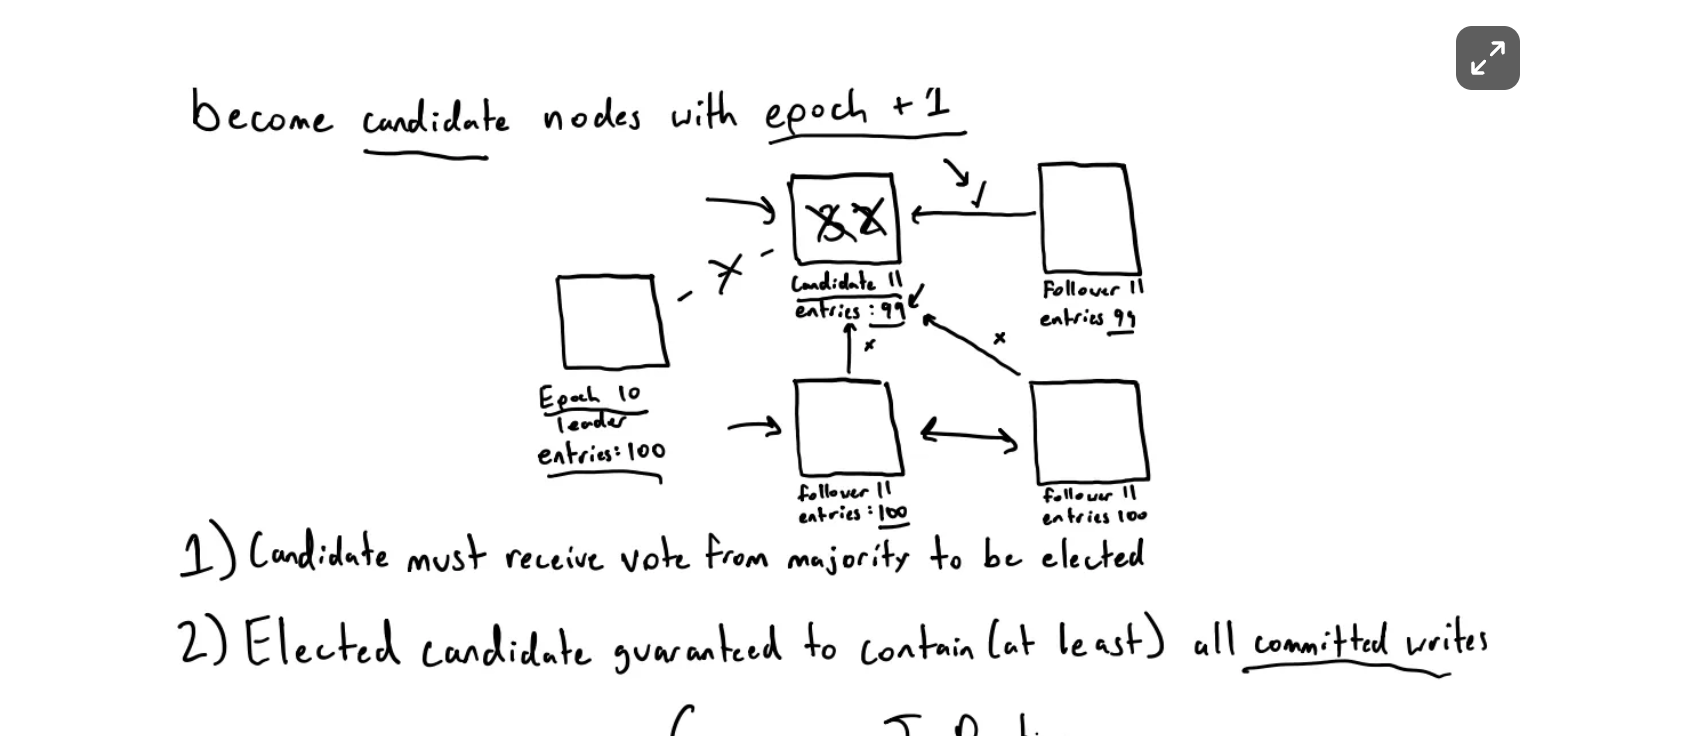 become candidate nodes with epoch +1
Candidate 11
entries : 99
Follower 11
entries 99
Epoch 10
leader
entries: 100
follower 11
entries : 100
follower 11
entries 100
1) Candidate must receive vote from majority to be elected
2) Elected candidate guaranteed to contain (at least) all committed writes